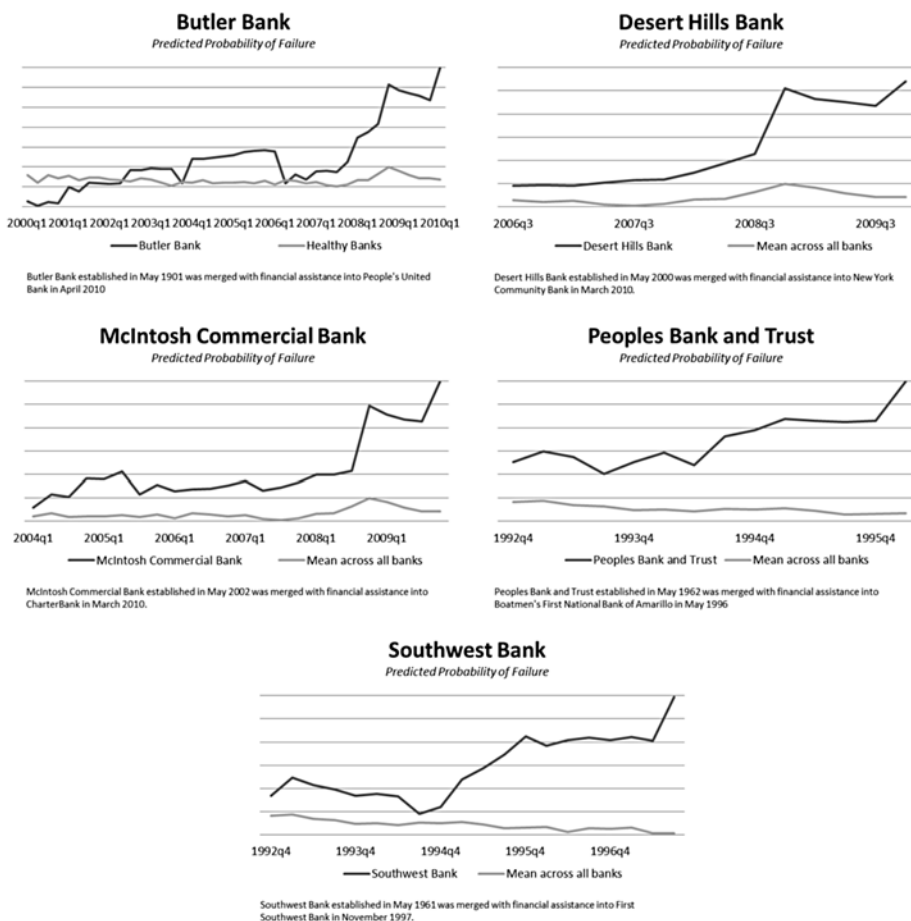 Butler Bank
Predicted Probability of Failure
2000q1 2001q1 2002q1 2003q1 2004q1 2005q1 2006q1 2007q1 2008q1 2009q1 2010q1
Butler Bank Healthy Banks
Butler Bank established in May 1901 was merged with financial assistance into People's United
Bank in April 2010
Desert Hills Bank
Predicted Probability of Failure
2006q3 2007q3 2008q3 2009q3
Desert Hills Bank Mean across all banks
Desert Hills Bank established in May 2000 was merged with financial assistance into New York
Community Bank in March 2010.
McIntosh Commercial Bank
Predicted Probability of Failure
2004q1 2005q1 2006q1 2007q1 2008q1 2009q1
McIntosh Commercial Bank Mean across all banks
McIntosh Commercial Bank established in May 2002 was merged with financial assistance into
CharterBank in March 2010.
Peoples Bank and Trust
Predicted Probability of Failure
1992q4 1993q4 1994q4 1995q4
Peoples Bank and Trust Mean across all banks
Peoples Bank and Trust established in May 1962 was merged with financial assistance into
Boatmen's First National Bank of Amarillo in May 1996
Southwest Bank
Predicted Probability of Failure
1992q4 1993q4 1994q4 1995q4 1996q4
Southwest Bank Mean across all banks
Southwest Bank established in May 1961 was merged with financial assistance into First
Southwest Bank in November 1997.